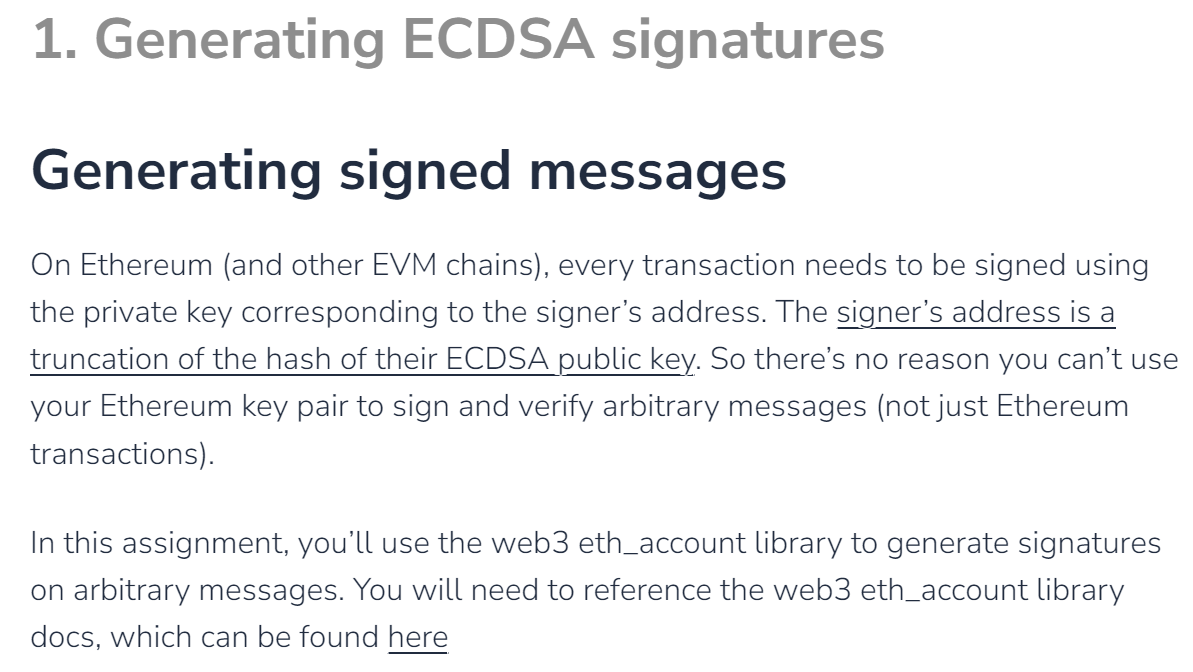 1. Generating ECDSA signatures
Generating signed messages
On Ethereum (and other EVM chains), every transaction needs to be signed using
the private key corresponding to the signer’s address. The signer’s address is a
truncation of the hash of their ECDSA public key. So there’s no reason you can’t use
your Ethereum key pair to sign and verify arbitrary messages (not just Ethereum
transactions).
In this assignment, you’ll use the web3 eth_account library to generate signatures
on arbitrary messages. You will need to reference the web3 eth_account library
docs, which can be found here